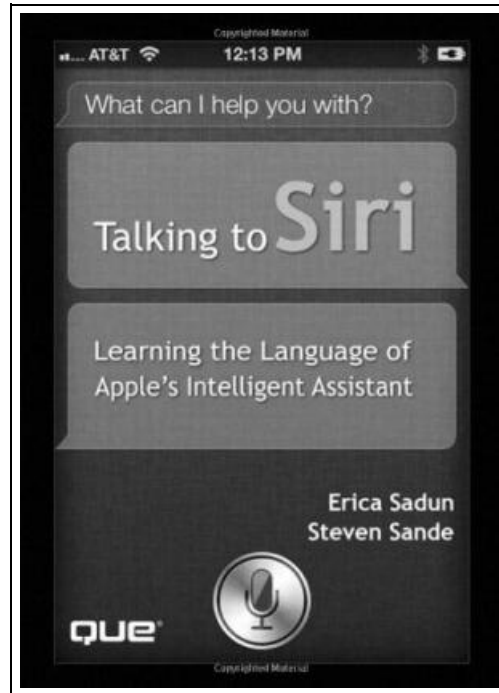 Copyrighted Material
AT&T 12:13 PM
What can I help you with?
Talking to Siri
Learning the Language of
Apple's Intelligent Assistant
Erica Sadun
Steven Sande
que®
Copyrighted Material